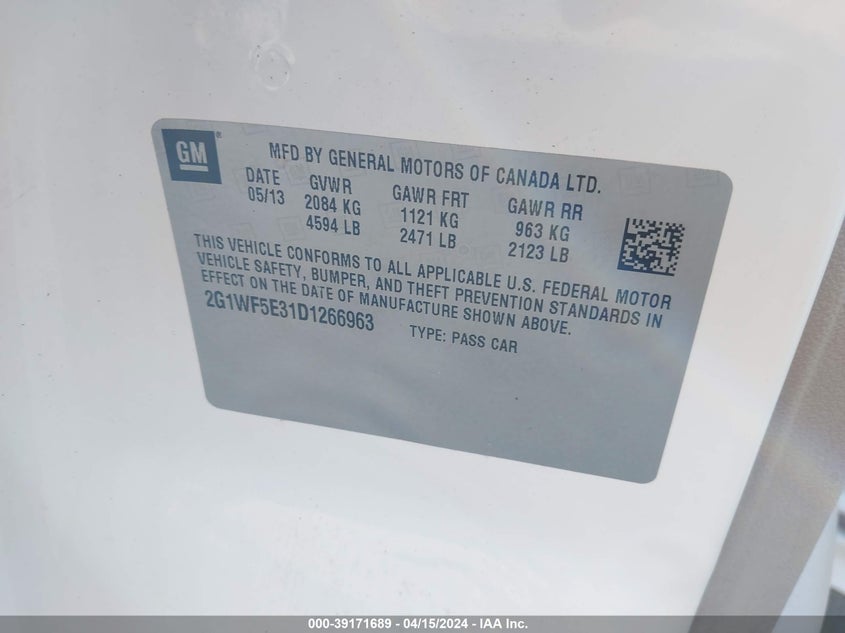 GM ®
MFD BY GENERAL MOTORS OF CANADA LTD.
DATE GVWR GAWR FRT GAWR RR
05/13 2084 KG 1121 KG 963 KG
4594 LB 2471 LB 2123 LB
THIS VEHICLE CONFORMS TO ALL APPLICABLE U.S. FEDERAL MOTOR
VEHICLE SAFETY, BUMPER, AND THEFT PREVENTION STANDARDS IN
EFFECT ON THE DATE OF MANUFACTURE SHOWN ABOVE.
2G1WF5E31D1266963 TYPE: PASS CAR
000-39171689 - 04/15/2024 - IAA Inc.